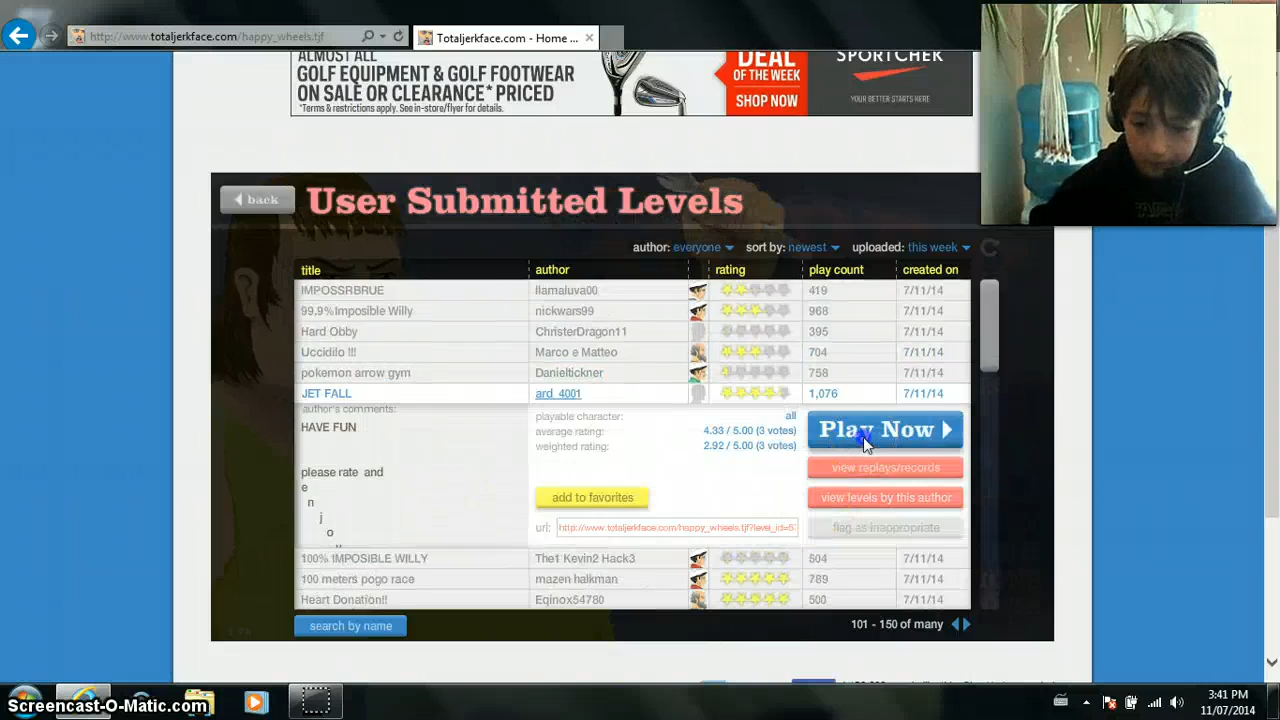 http://www.totaljerkface.com/happy_wheels.tjf
Totaljerkface.com - Home ...
ALMOST ALL
GOLF EQUIPMENT & GOLF FOOTWEAR
ON SALE OR CLEARANCE* PRICED
*Terms & restrictions apply. See in-store/flyer for details.
DEAL
OF THE WEEK
SHOP NOW
SPORTCHEK
YOUR BETTER STARTS HERE
back
User Submitted Levels
author: everyone sort by: newest uploaded: this week
title author rating play count created on
IMPOSSRBRUE llamaluva00 419 7/11/14
99.9%Imposible Willy nickwars99 968 7/11/14
Hard Obby ChristerDragon11 395 7/11/14
Uccidilo !!! Marco e Matteo 704 7/11/14
pokemon arrow gym Danieltickner 758 7/11/14
JET FALL ard_4001 1,076 7/11/14
author's comments:
HAVE FUN
please rate and
e
n
j
o
playable character: all
average rating: 4.33 / 5.00 (3 votes)
weighted rating: 2.92 / 5.00 (3 votes)
add to favorites
url: http://www.totaljerkface.com/happy_wheels.tjf?level_id=5
Play Now
view replays/records
view levels by this author
flag as inappropriate
100% IMPOSIBLE WILLY The1 Kevin2 Hack3 504 7/11/14
100 meters pogo race mazen halkman 789 7/11/14
Heart Donation!! Eqinox54780 500 7/11/14
search by name
101 - 150 of many
3:41 PM
11/07/2014
Screencast-O-Matic.com